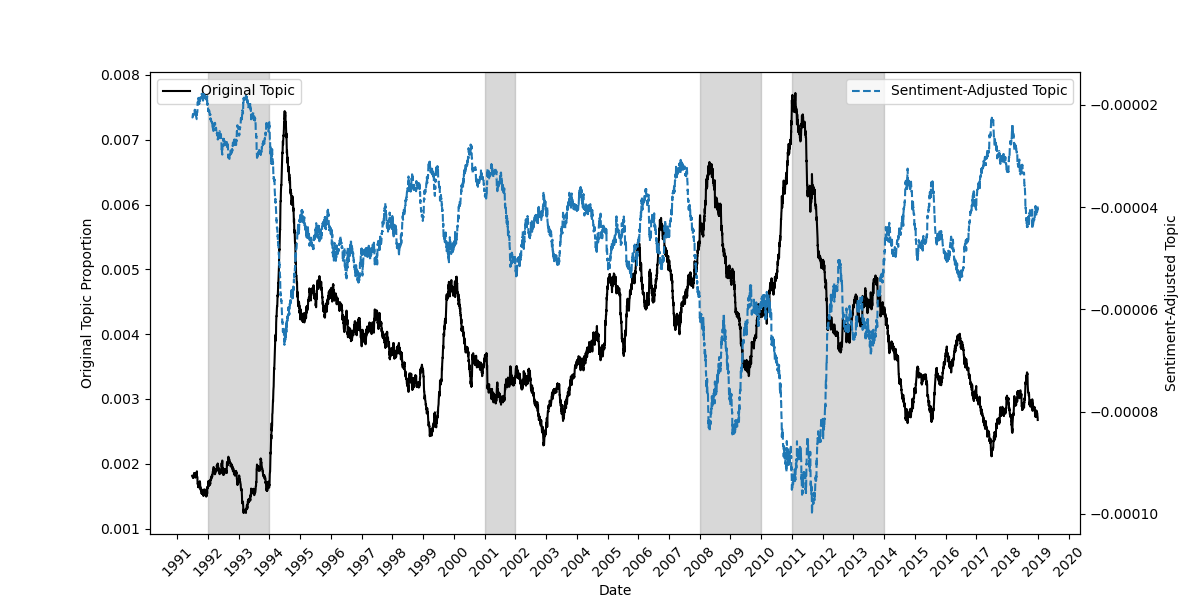 Original Topic
Sentiment-Adjusted Topic
0.008
0.007
0.006
0.005
0.004
0.003
0.002
0.001
Original Topic Proportion
−0.00002
−0.00004
−0.00006
−0.00008
−0.00010
Sentiment-Adjusted Topic
1991 1992 1993 1994 1995 1996 1997 1998 1999 2000 2001 2002 2003 2004 2005 2006 2007 2008 2009 2010 2011 2012 2013 2014 2015 2016 2017 2018 2019 2020
Date